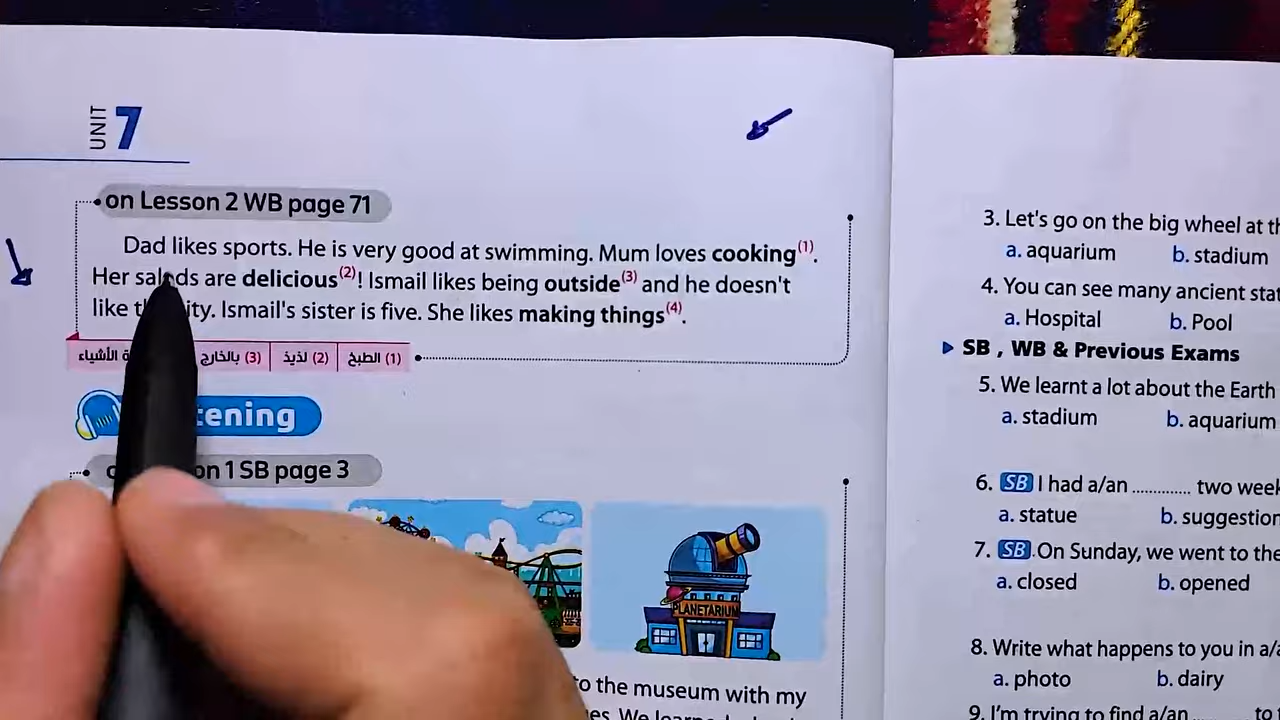 UNIT 7
on Lesson 2 WB page 71
Dad likes sports. He is very good at swimming. Mum loves cooking(1).
Her salads are delicious(2)! Ismail likes being outside(3) and he doesn't
like city. Ismail's sister is five. She likes making things(4).
(1) الطبخ (2) لذيذ (3) بالخارج الأشياء
1 SB page 3
PLANETARIUM
to the museum with my
We
3. Let's go on the big wheel at
a. aquarium b. stadium
4. You can see many ancient
a. Hospital b. Pool
SB , WB & Previous Exams
5. We learnt a lot about the Earth
a. stadium b. aquarium
6. SB I had a/an ............ two
a. statue b. suggestion
7. SB On Sunday, we went to the
a. closed b. opened
8. Write what happens to you in
a. photo b. dairy
9. I'm trying to find a/an ............